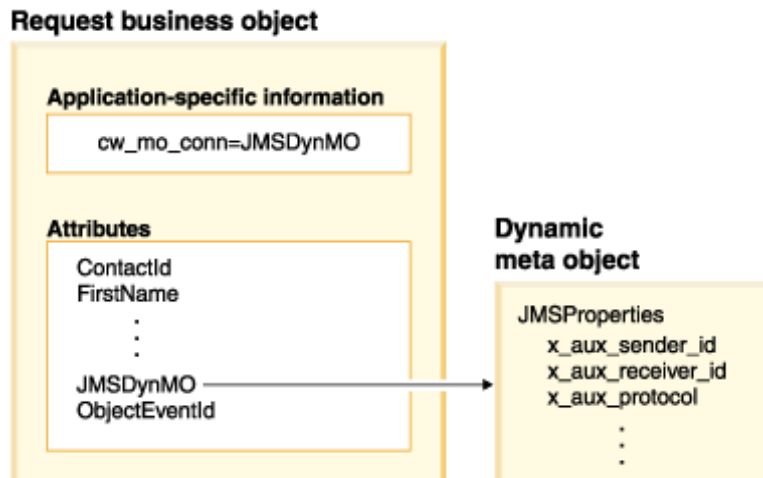 Request business object
Application-specific information
cw_mo_conn=JMSDynMO
Attributes
ContactId
FirstName
.
.
.
JMSDynMO
ObjectEventId
Dynamic
meta object
JMSProperties
x_aux_sender_id
x_aux_receiver_id
x_aux_protocol
.
.
.